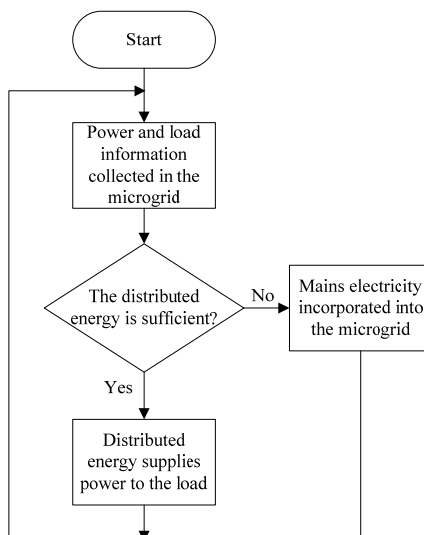 Start
Power and load
information
collected in the
microgrid
The distributed
energy is sufficient?
No
Mains electricity
incorporated into
the microgrid
Yes
Distributed
energy supplies
power to the load